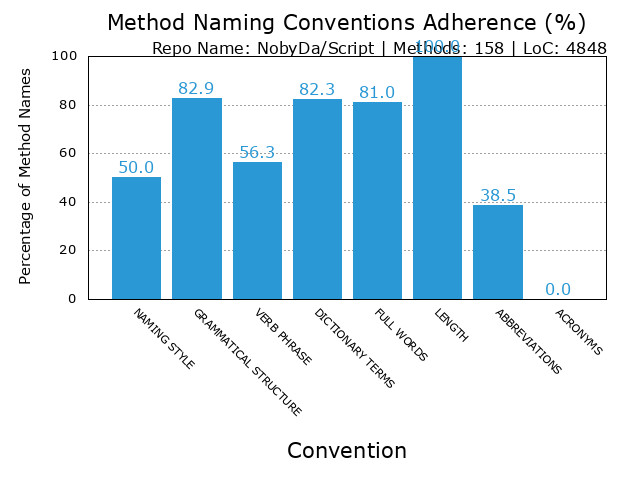 Method Naming Conventions Adherence (%)
Repo Name: NobyDa/Script | Methods: 158 | LoC: 4848
Percentage of Method Names
100
80
60
40
20
0
50.0
82.9
56.3
82.3
81.0
100.0
38.5
0.0
NAMING STYLE
GRAMMATICAL STRUCTURE
VERB PHRASE
DICTIONARY TERMS
FULL WORDS
LENGTH
ABBREVIATIONS
ACRONYMS
Convention